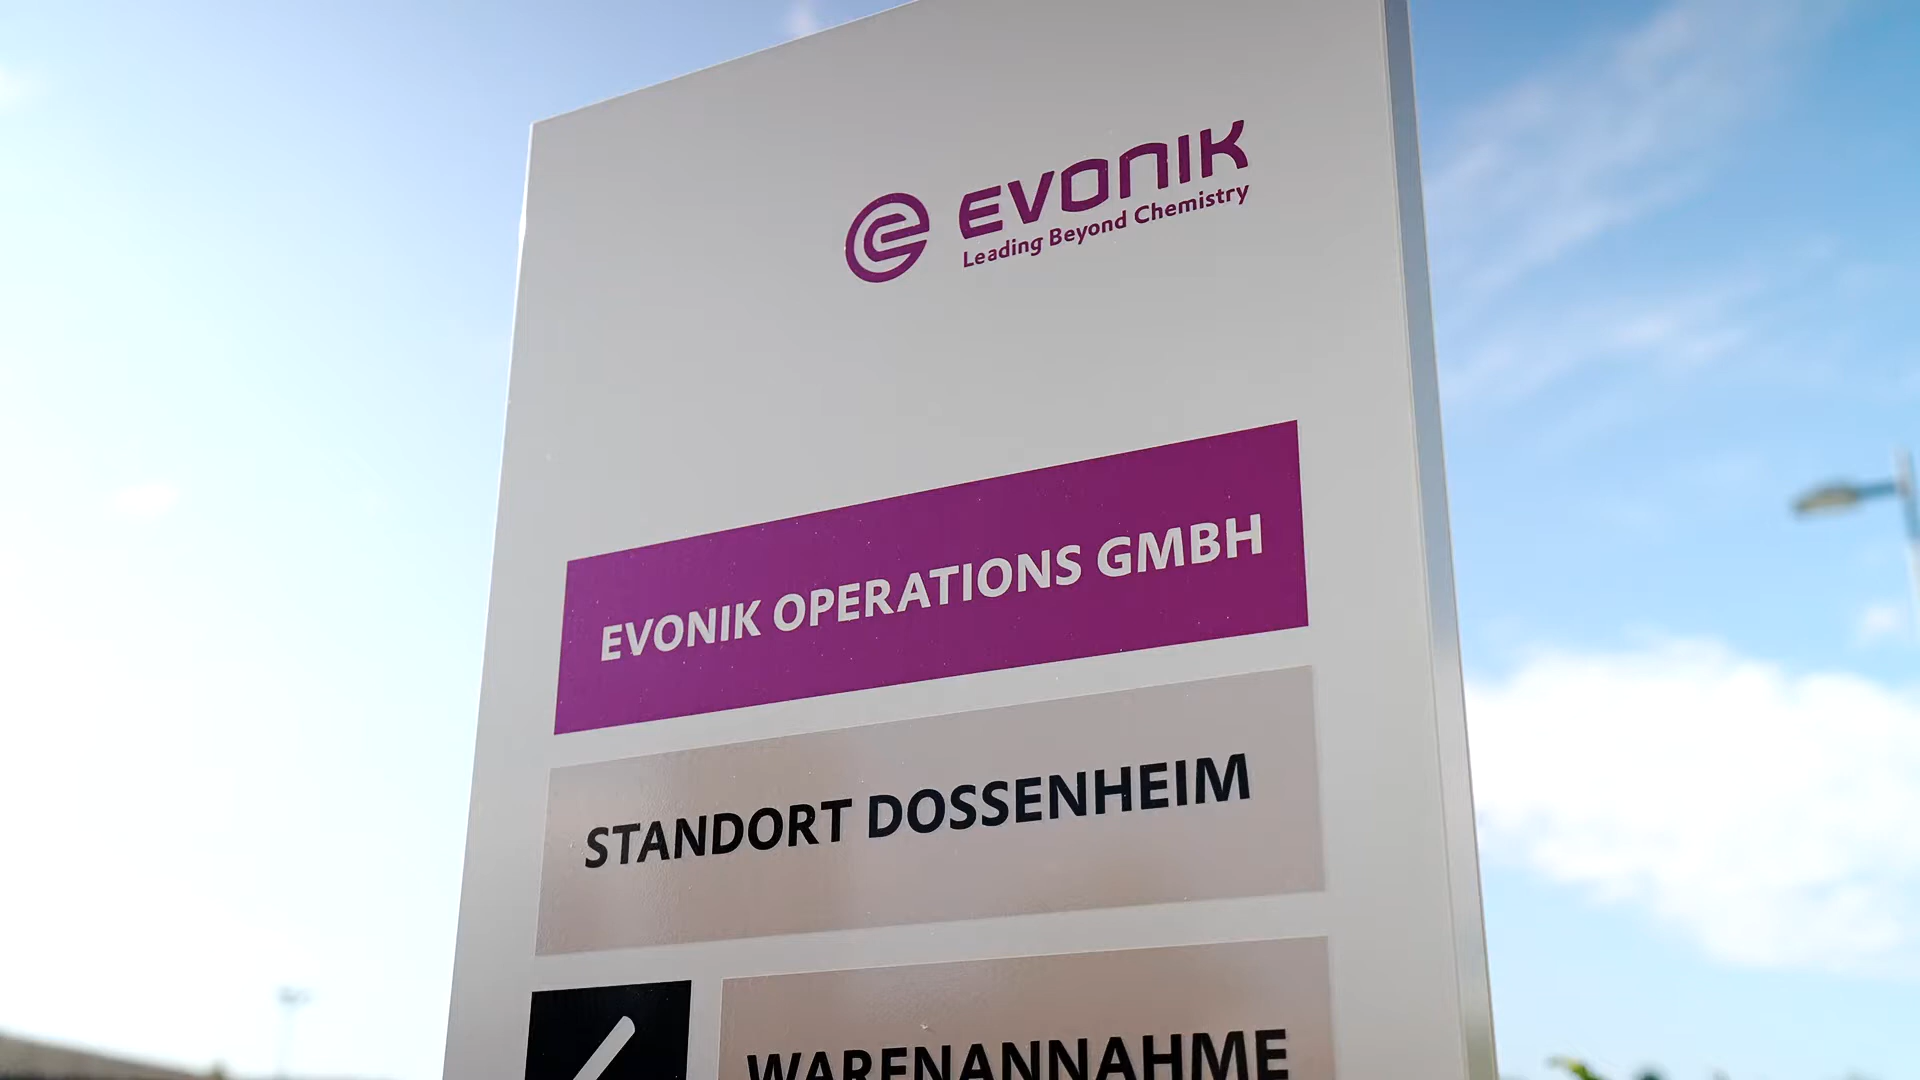 EVONIK
Leading Beyond Chemistry
EVONIK OPERATIONS GMBH
STANDORT DOSSENHEIM
WARENANNAHME